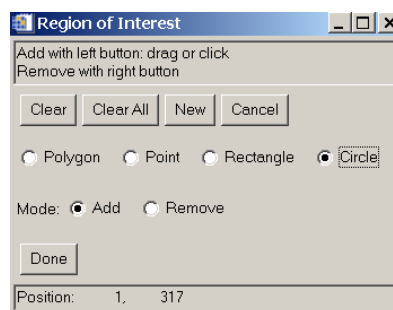 Region of Interest
Add with left button: drag or click
Remove with right button
Clear Clear All New Cancel
Polygon Point Rectangle Circle
Mode: Add Remove
Done
Position: 1, 317